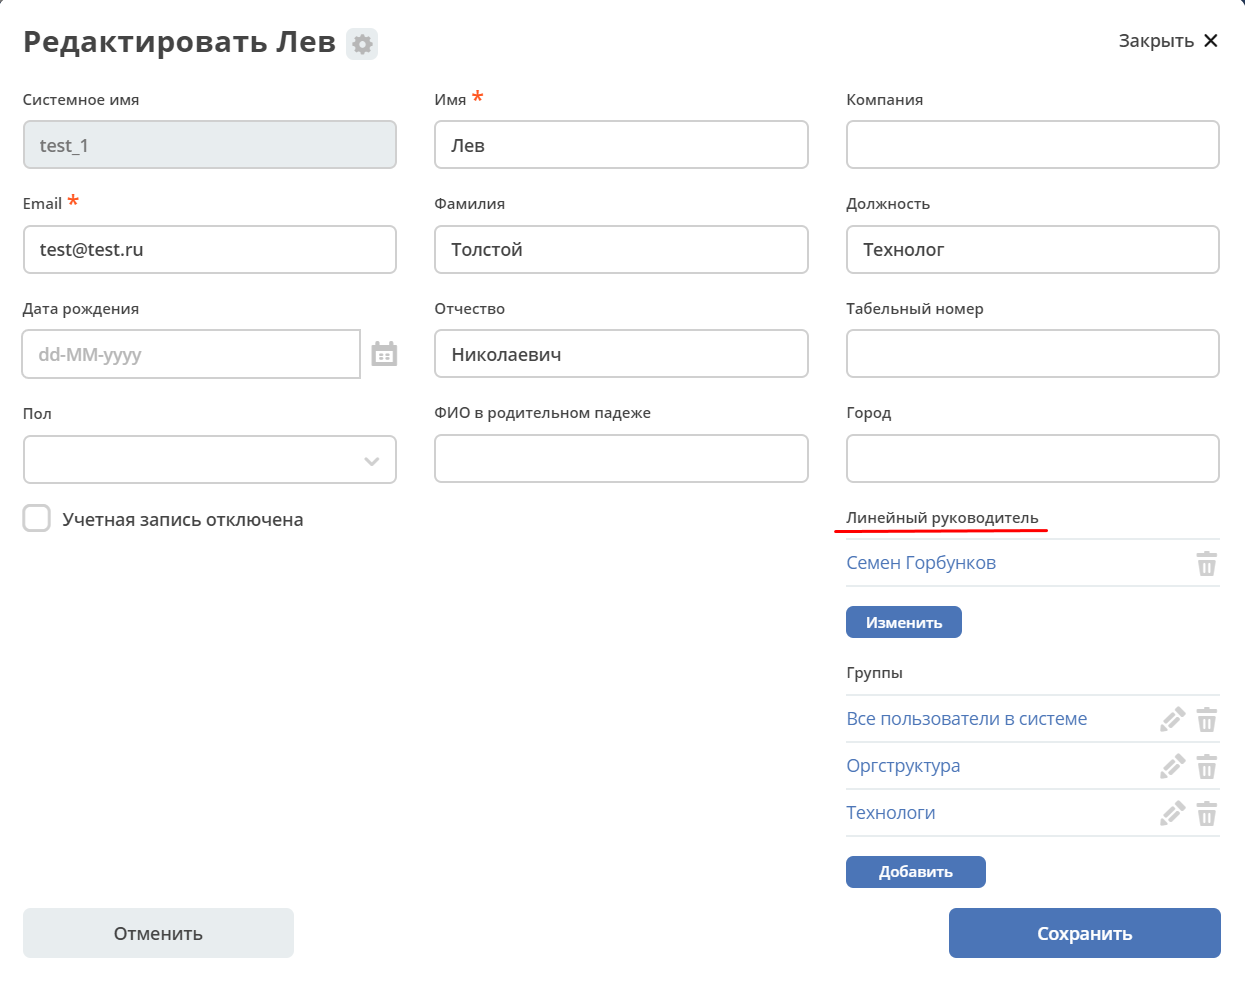 Редактировать Лев
Закрыть
Системное имя
test_1
Имя *
Лев
Компания
Email *
test@test.ru
Фамилия
Толстой
Должность
Технолог
Дата рождения
dd-MM-yyyy
Отчество
Николаевич
Табельный номер
Пол
ФИО в родительном падеже
Город
Учетная запись отключена
Линейный руководитель
Семен Горбунков
Изменить
Группы
Все пользователи в системе
Оргструктура
Технологи
Добавить
Отменить
Сохранить